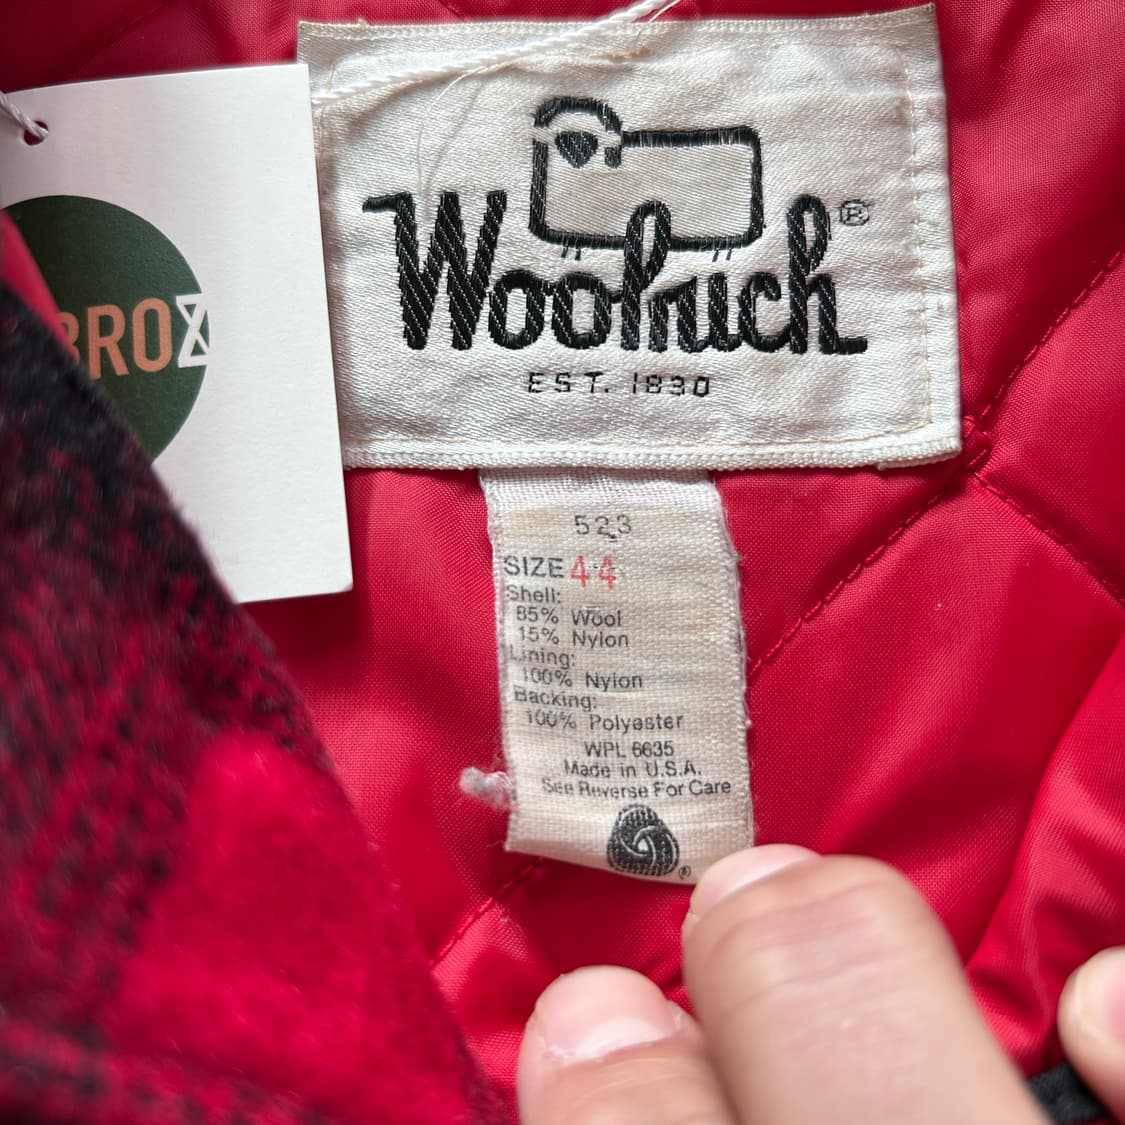 BROZ
Woolrich®
EST. 1830
523
SIZE 44
Shell:
85% Wool
15% Nylon
Lining:
100% Nylon
Backing:
100% Polyester
WPL 6635
Made in U.S.A.
See Reverse For Care
®